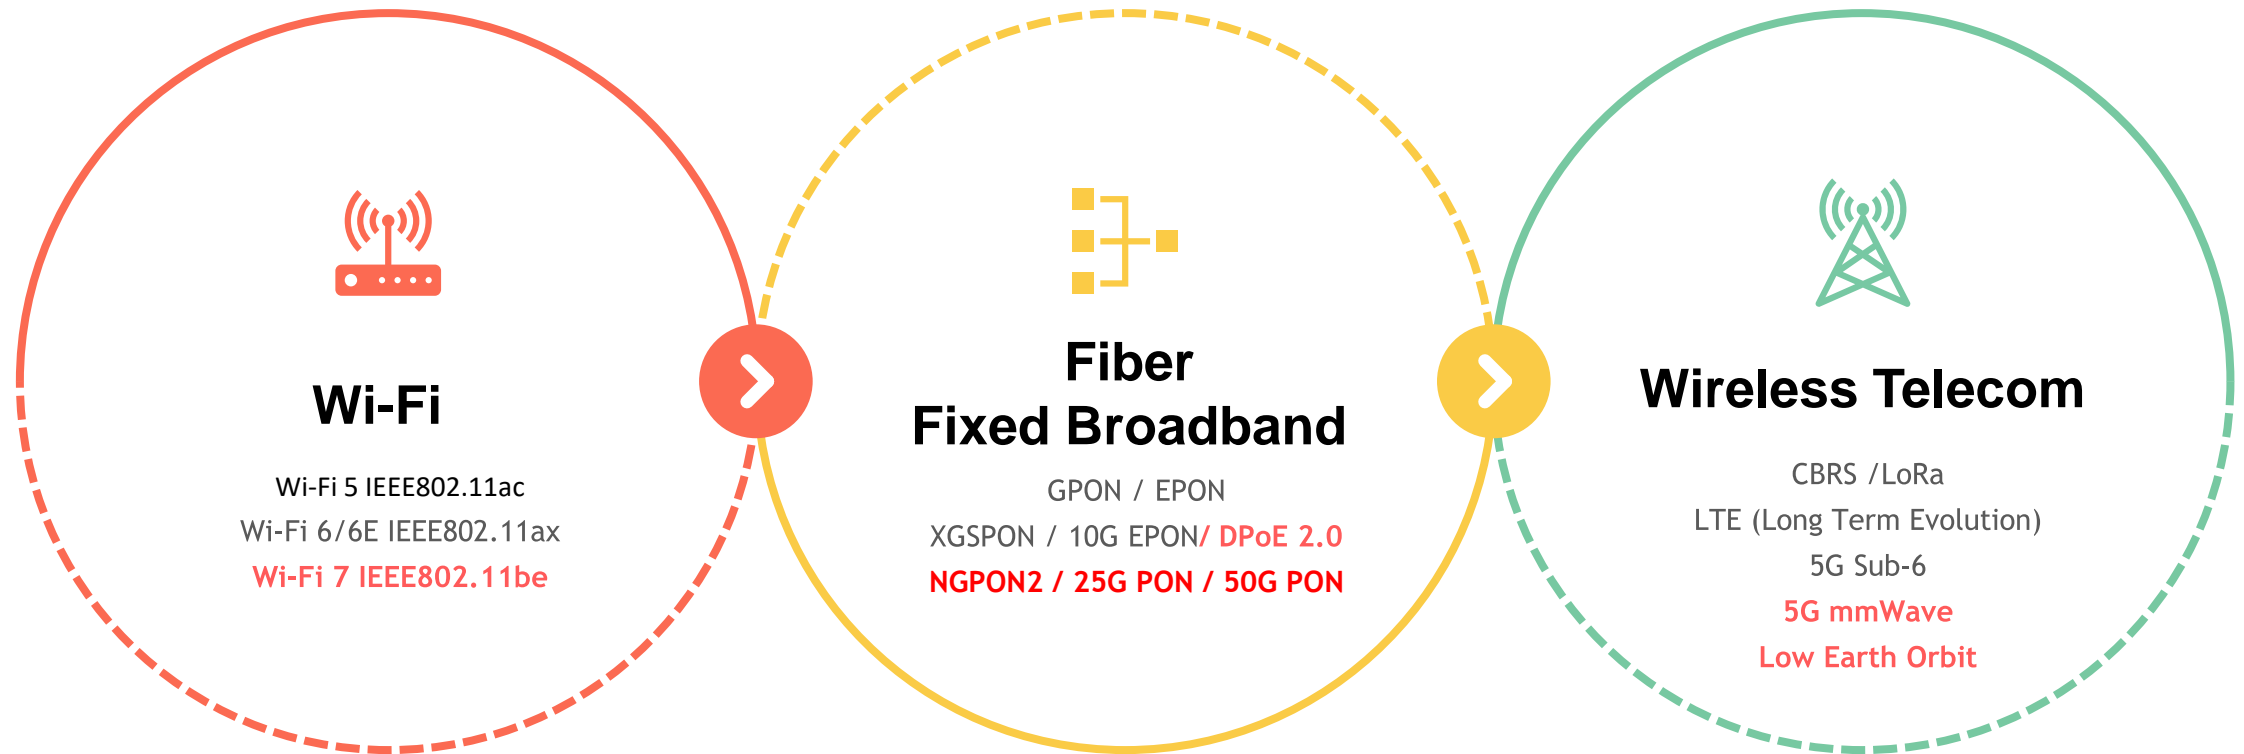 Wi-Fi
Wi-Fi 5 IEEE802.11ac
Wi-Fi 6/6E IEEE802.11ax
Wi-Fi 7 IEEE802.11be
Fiber
Fixed Broadband
GPON / EPON
XGSPON / 10G EPON/ DPoE 2.0
NGPON2 / 25G PON / 50G PON
Wireless Telecom
CBRS /LoRa
LTE (Long Term Evolution)
5G Sub-6
5G mmWave
Low Earth Orbit